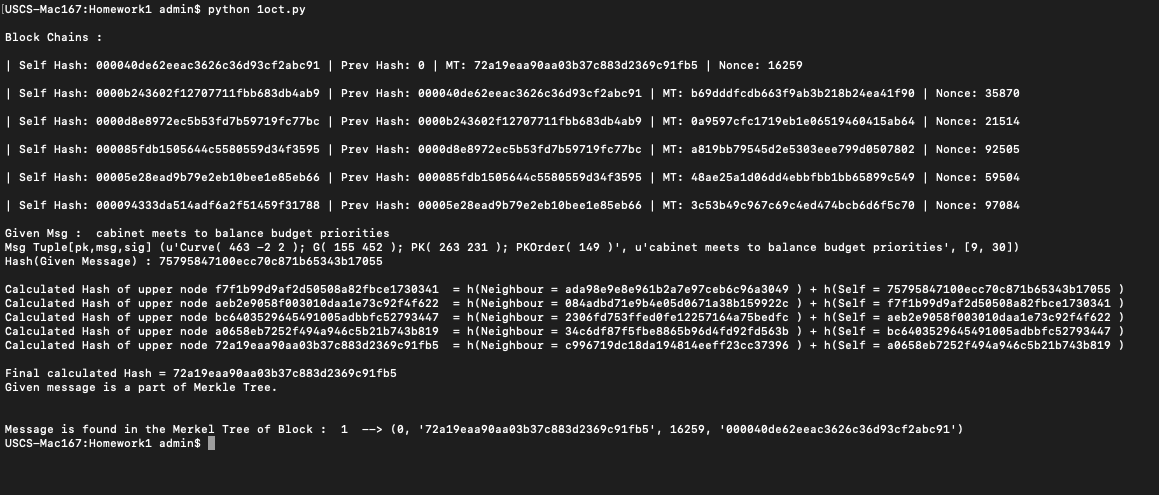 [USCS-Mac167:Homework1 admin$ python 1oct.py
Block Chains :
| Self Hash: 000040de62eeac3626c36d93cf2abc91 | Prev Hash: 0 | MT: 72a19eaa90aa03b37c883d2369c91fb5 | Nonce: 16259
| Self Hash: 0000b243602f12707711fbb683db4ab9 | Prev Hash: 000040de62eeac3626c36d93cf2abc91 | MT: b69dddfcdb663f9ab3b218b24ea41f90 | Nonce: 35870
| Self Hash: 0000d8e8972ec5b53fd7b59719fc77bc | Prev Hash: 0000b243602f12707711fbb683db4ab9 | MT: 0a9597cfc1719eb1e06519460415ab64 | Nonce: 21514
| Self Hash: 000085fdb1505644c5580559d34f3595 | Prev Hash: 0000d8e8972ec5b53fd7b59719fc77bc | MT: a819bb79545d2e5303eee799d0507802 | Nonce: 92505
| Self Hash: 00005e28ead9b79e2eb10bee1e85eb66 | Prev Hash: 000085fdb1505644c5580559d34f3595 | MT: 48ae25a1d06dd4ebbfbb1bb65899c549 | Nonce: 59504
| Self Hash: 000094333da514adf6a2f51459f31788 | Prev Hash: 00005e28ead9b79e2eb10bee1e85eb66 | MT: 3c53b49c967c69c4ed474bcb6d6f5c70 | Nonce: 97084
Given Msg :  cabinet meets to balance budget priorities
Msg Tuple[pk,msg,sig] (u'Curve( 463 -2 2 ); G( 155 452 ); PK( 263 231 ); PKOrder( 149 )', u'cabinet meets to balance budget priorities', [9, 30])
Hash(Given Message) : 75795847100ecc70c871b65343b17055
Calculated Hash of upper node f7f1b99d9af2d50508a82fbce1730341  = h(Neighbour = ada98e9e8e961b2a7e97ceb6c96a3049 ) + h(Self = 75795847100ecc70c871b65343b17055 )
Calculated Hash of upper node aeb2e9058f003010daa1e73c92f4f622  = h(Neighbour = 084adbd71e9b4e05d0671a38b159922c ) + h(Self = f7f1b99d9af2d50508a82fbce1730341 )
Calculated Hash of upper node bc6403529645491005adbbfc52793447  = h(Neighbour = 2306fd753ffed0fe12257164a75bedfc ) + h(Self = aeb2e9058f003010daa1e73c92f4f622 )
Calculated Hash of upper node a0658eb7252f494a946c5b21b743b819  = h(Neighbour = 34c6df87f5fbe8865b96d4fd92fd563b ) + h(Self = bc6403529645491005adbbfc52793447 )
Calculated Hash of upper node 72a19eaa90aa03b37c883d2369c91fb5  = h(Neighbour = c996719dc18da194814eeff23cc37396 ) + h(Self = a0658eb7252f494a946c5b21b743b819 )
Final calculated Hash = 72a19eaa90aa03b37c883d2369c91fb5
Given message is a part of Merkle Tree.
Message is found in the Merkel Tree of Block :  1  --> (0, '72a19eaa90aa03b37c883d2369c91fb5', 16259, '000040de62eeac3626c36d93cf2abc91')
USCS-Mac167:Homework1 admin$